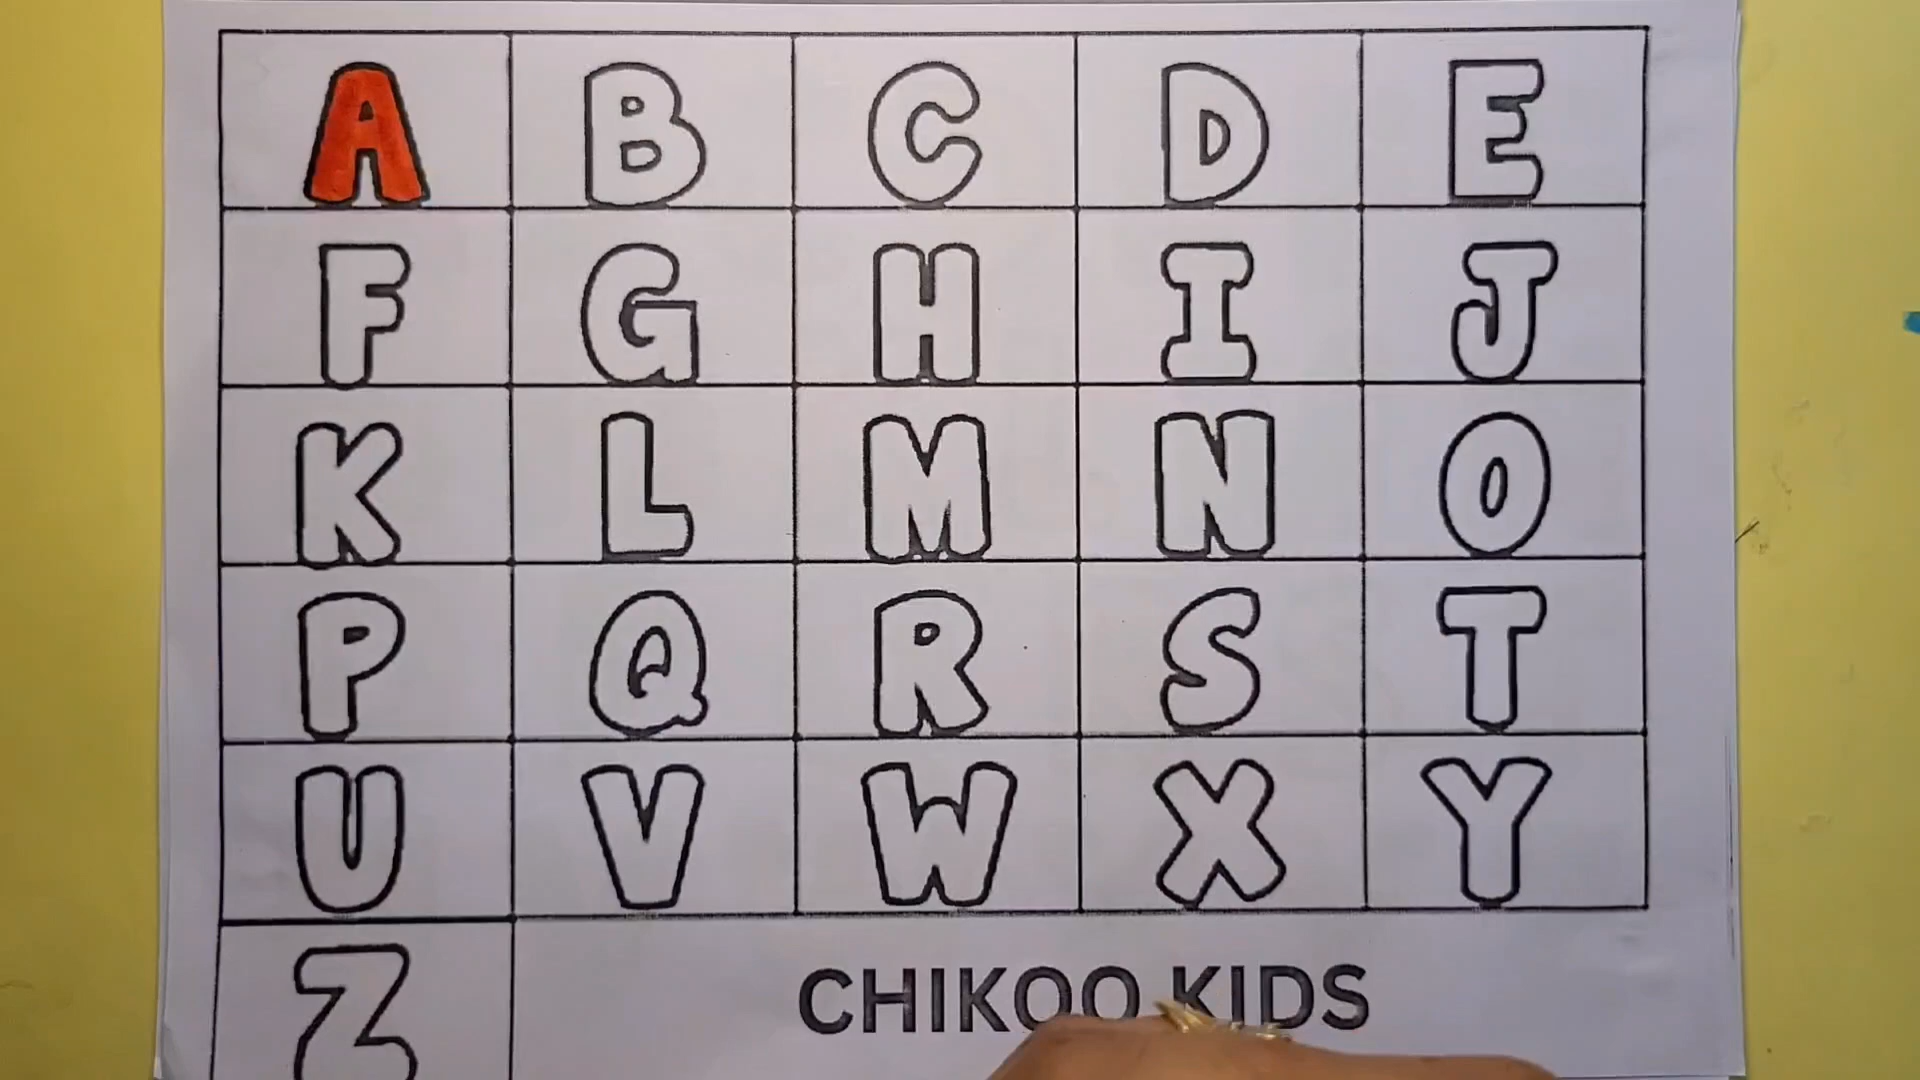 A B C D E
F G H I J
K L M N O
P Q R S T
U V W X Y
Z
CHIKOO KIDS